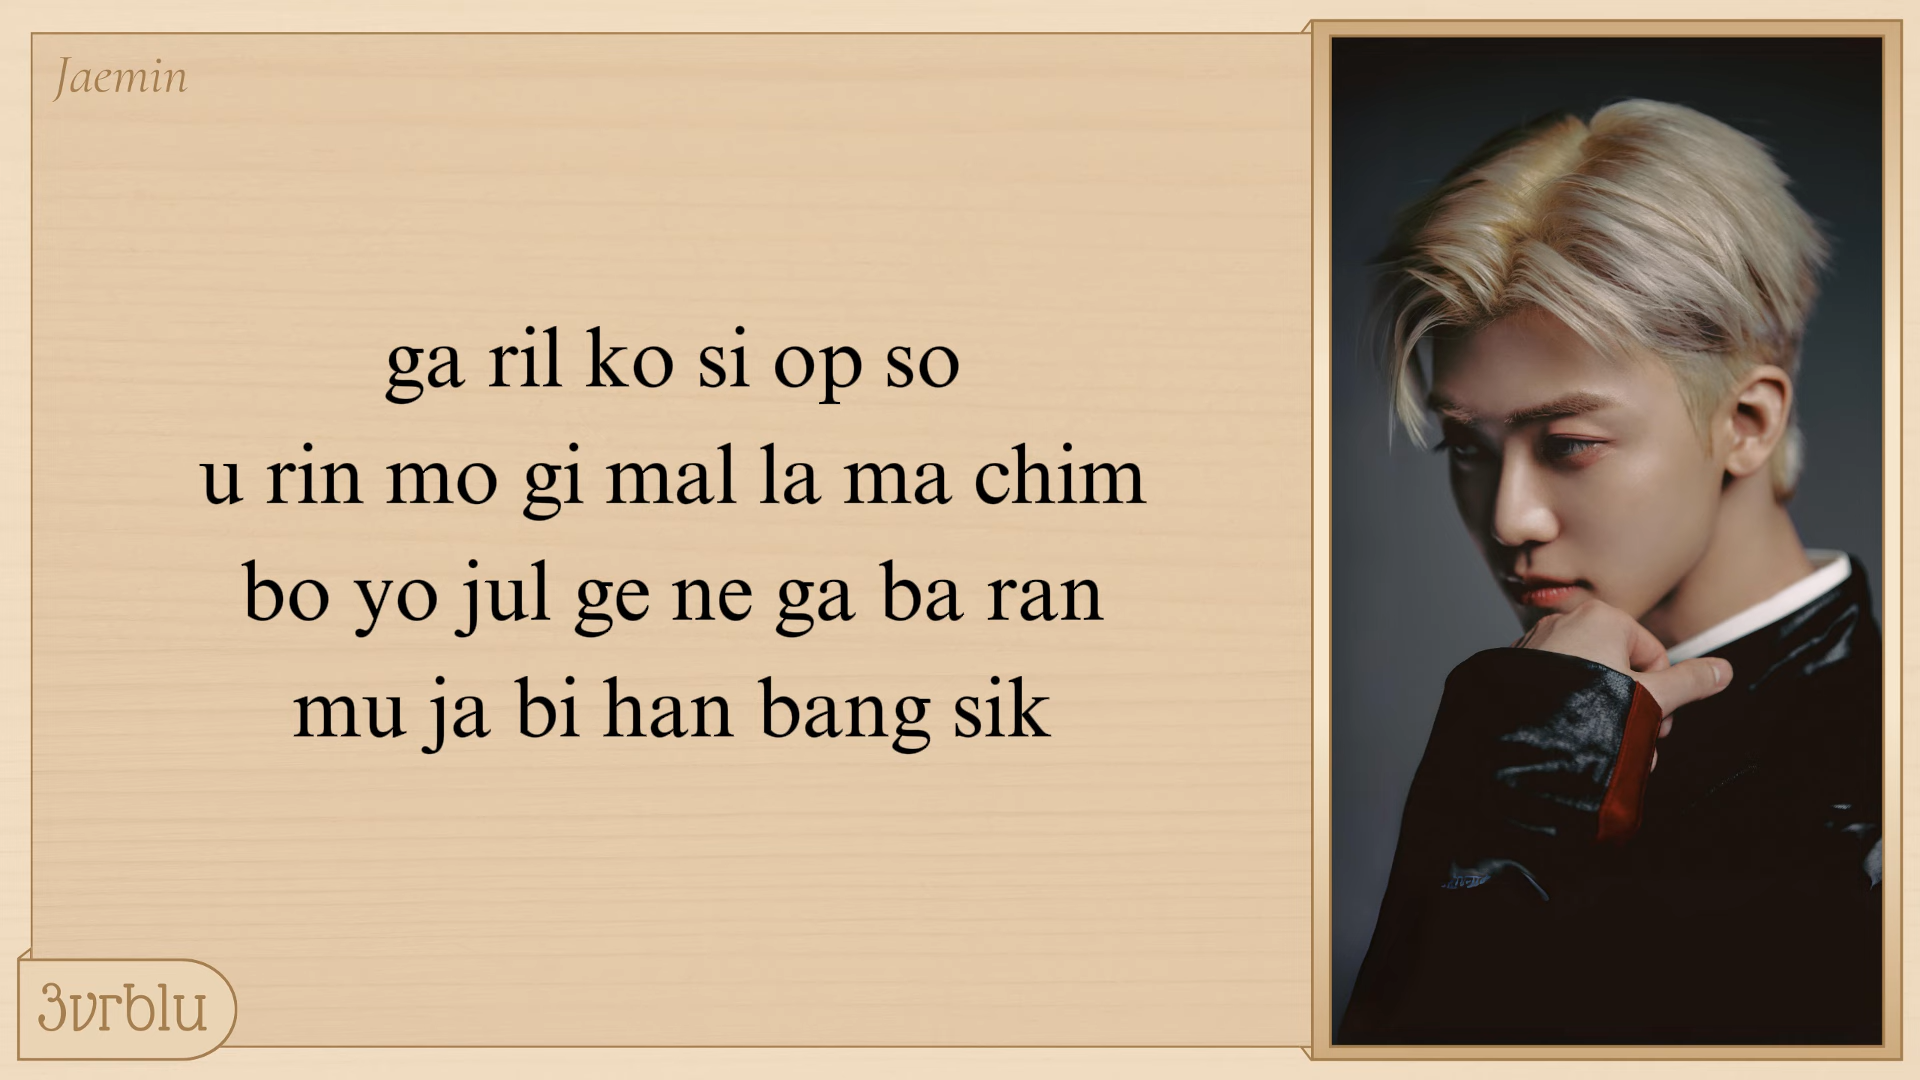 Jaemin
ga ril ko si op so
u rin mo gi mal la ma chim
bo yo jul ge ne ga ba ran
mu ja bi han bang sik
3vrblu